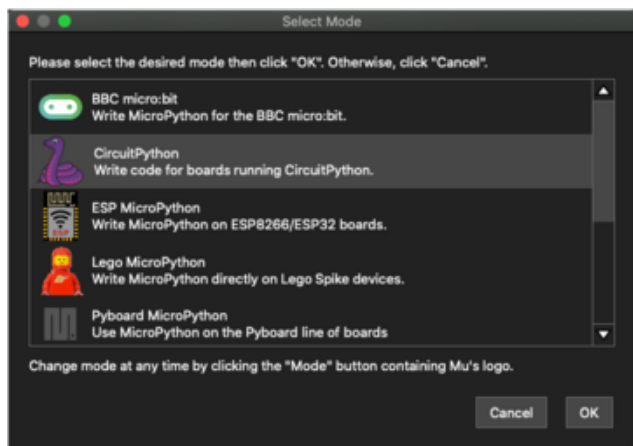 Select Mode
Please select the desired mode then click "OK". Otherwise, click "Cancel".
BBC micro:bit
Write MicroPython for the BBC micro:bit.
CircuitPython
Write code for boards running CircuitPython.
ESP
ESP MicroPython
Write MicroPython on ESP8266/ESP32 boards.
Lego MicroPython
Write MicroPython directly on Lego Spike devices.
Pyboard MicroPython
Use MicroPython on the Pyboard line of boards
Change mode at any time by clicking the "Mode" button containing Mu's logo.
Cancel
OK